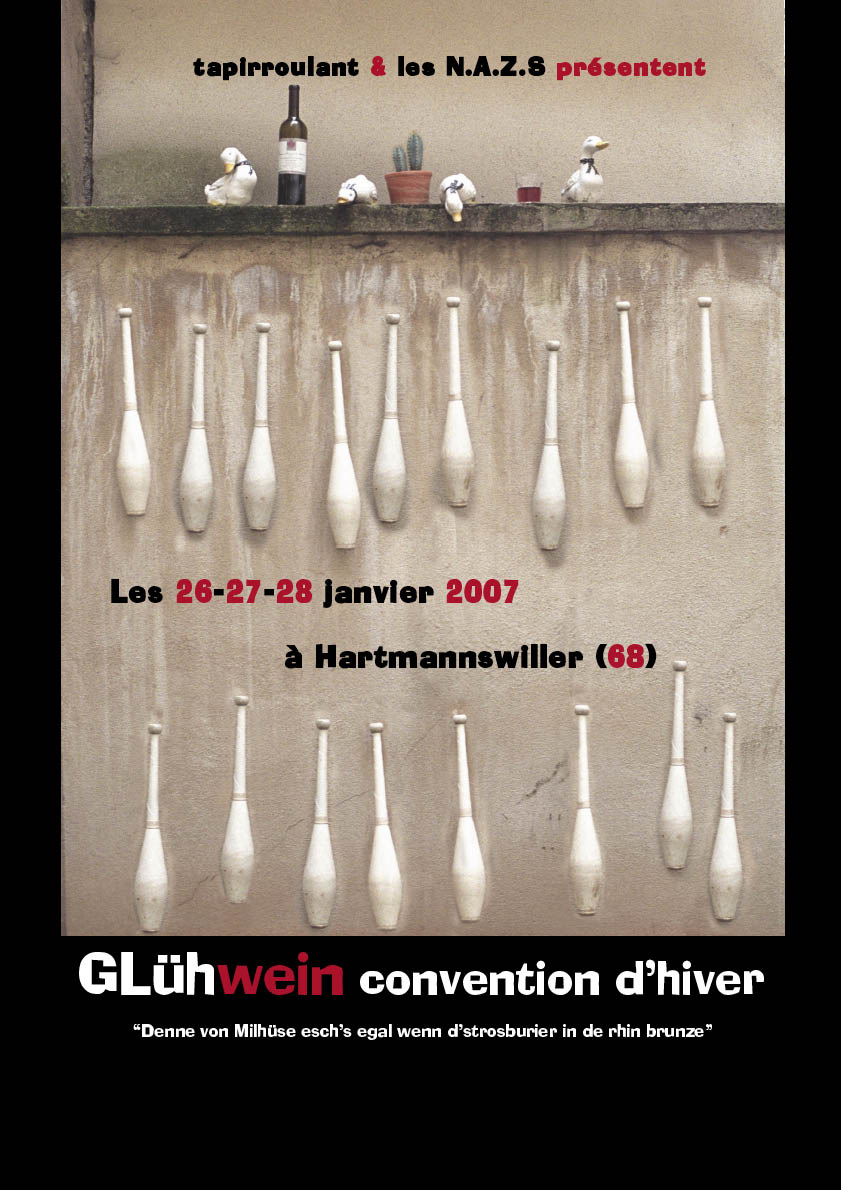 tapirroulant & les N.A.Z.S présentent
Les 26-27-28 janvier 2007
à Hartmannswiller (68)
GLühwein convention d'hiver
“Denne von Milhüse esch's egal wenn d'strosburier in de rhin brunze”